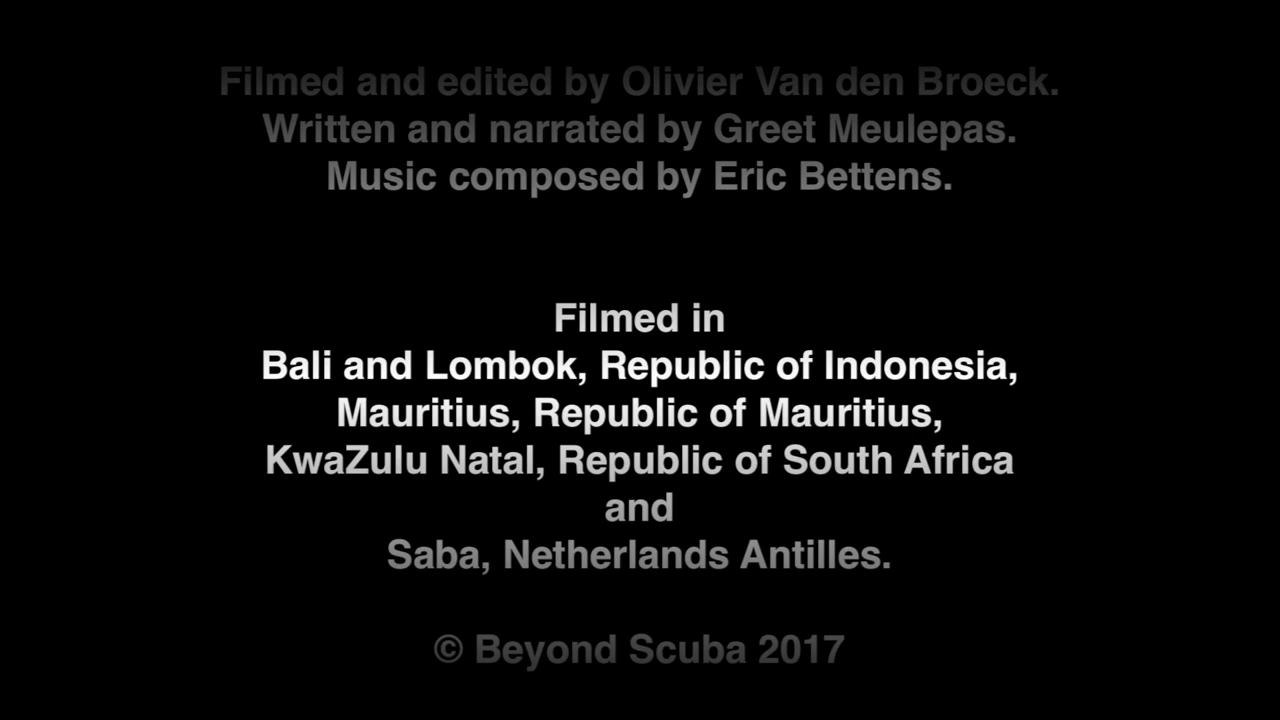 Filmed and edited by Olivier Van den Broeck.
Written and narrated by Greet Meulepas.
Music composed by Eric Bettens.
Filmed in
Bali and Lombok, Republic of Indonesia,
Mauritius, Republic of Mauritius,
KwaZulu Natal, Republic of South Africa
and
Saba, Netherlands Antilles.
© Beyond Scuba 2017